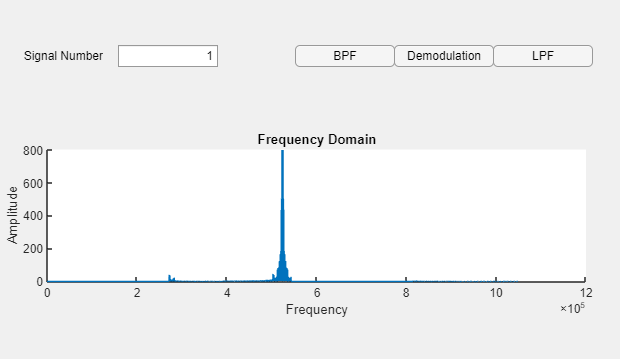 Signal Number 1 BPF Demodulation LPF
Frequency Domain
800
600
400
200
0
Amplitude
0 2 4 6 8 10 12
×10⁵
Frequency